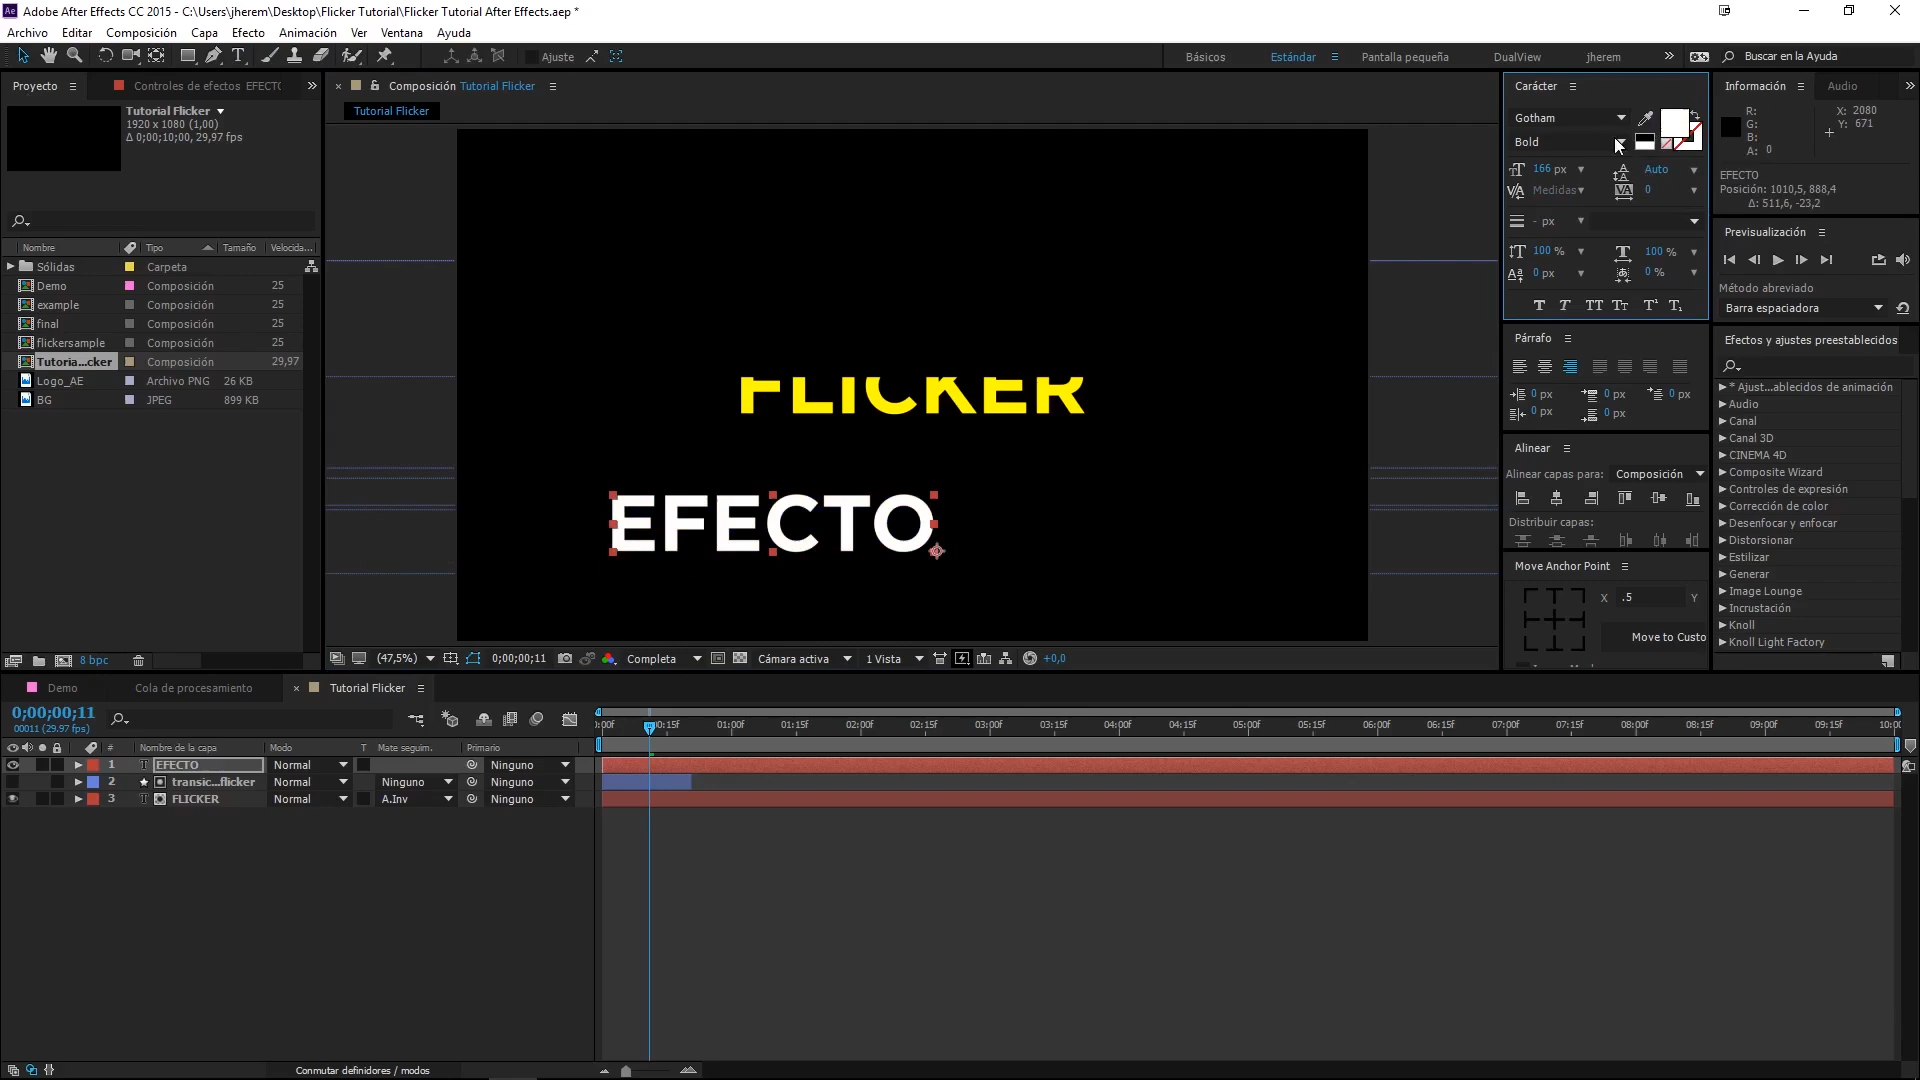 Adobe After Effects CC 2015 - C:\Users\jherem\Desktop\Flicker Tutorial\Flicker Tutorial After Effects.aep *
Archivo Editar Composición Capa Efecto Animación Ver Ventana Ayuda
Ajuste Básicos Estándar Pantalla pequeña DualView jherem Buscar en la Ayuda
Proyecto Controles de efectos EFECTO
Tutorial Flicker
1920 x 1080 (1,00)
Δ 0;00;10;00, 29,97 fps
Nombre Tipo Tamaño Velocida...
Sólidas Carpeta
Demo Composición 25
example Composición 25
final Composición 25
flickersample Composición 25
Tutoria...cker Composición 29,97
Logo_AE Archivo PNG 26 KB
BG JPEG 899 KB
8 bpc
Composición Tutorial Flicker
Tutorial Flicker
FLICKER
EFECTO
(47,5%) 0;00;00;11 Completa Cámara activa 1 Vista +0,0
Carácter
Gotham
Bold
166 px Auto
Medidas 0
- px
100 % 100 %
0 px 0 %
Párrafo
0 px 0 px 0 px
0 px 0 px
Alinear
Alinear capas para: Composición
Distribuir capas:
Move Anchor Point
X .5 Y
Move to Custo
Información Audio
R: X: 2080
G: Y: 671
B:
A: 0
EFECTO
Posición: 1010,5, 888,4
Δ: 511,6, -23,2
Previsualización
Método abreviado
Barra espaciadora
Efectos y ajustes preestablecidos
* Ajust...ablecidos de animación
Audio
Canal
Canal 3D
CINEMA 4D
Composite Wizard
Controles de expresión
Corrección de color
Desenfocar y enfocar
Distorsionar
Estilizar
Generar
Image Lounge
Incrustación
Knoll
Knoll Light Factory
Demo Cola de procesamiento Tutorial Flicker
0;00;00;11
00011 (29.97 fps)
0:00f 00:15f 01:00f 01:15f 02:00f 02:15f 03:00f 03:15f 04:00f 04:15f 05:00f 05:15f 06:00f 06:15f 07:00f 07:15f 08:00f 08:15f 09:00f 09:15f 10:00
# Nombre de la capa Modo T Mate seguim. Primario
1 T EFECTO Normal Ninguno
2 transic...flicker Normal Ninguno Ninguno
3 T FLICKER Normal A.Inv Ninguno
Conmutar definidores / modos